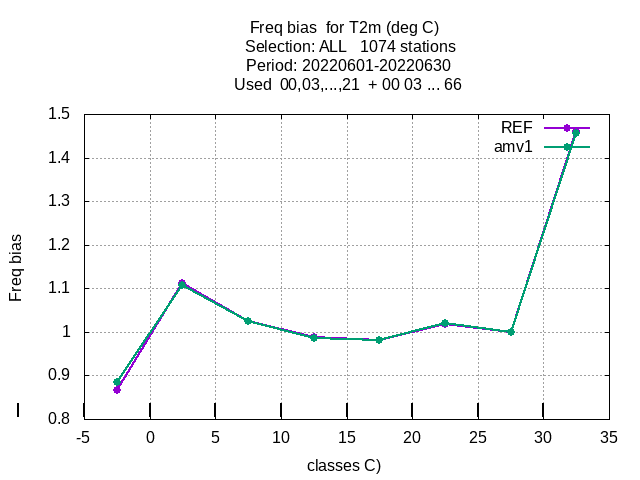 Freq bias  for T2m (deg C)
Selection: ALL   1074 stations
Period: 20220601-20220630
Used  00,03,...,21  + 00 03 ... 66
REF
amv1
1.5
1.4
1.3
1.2
1.1
1
0.9
0.8
Freq bias
-5 0 5 10 15 20 25 30 35
classes C)